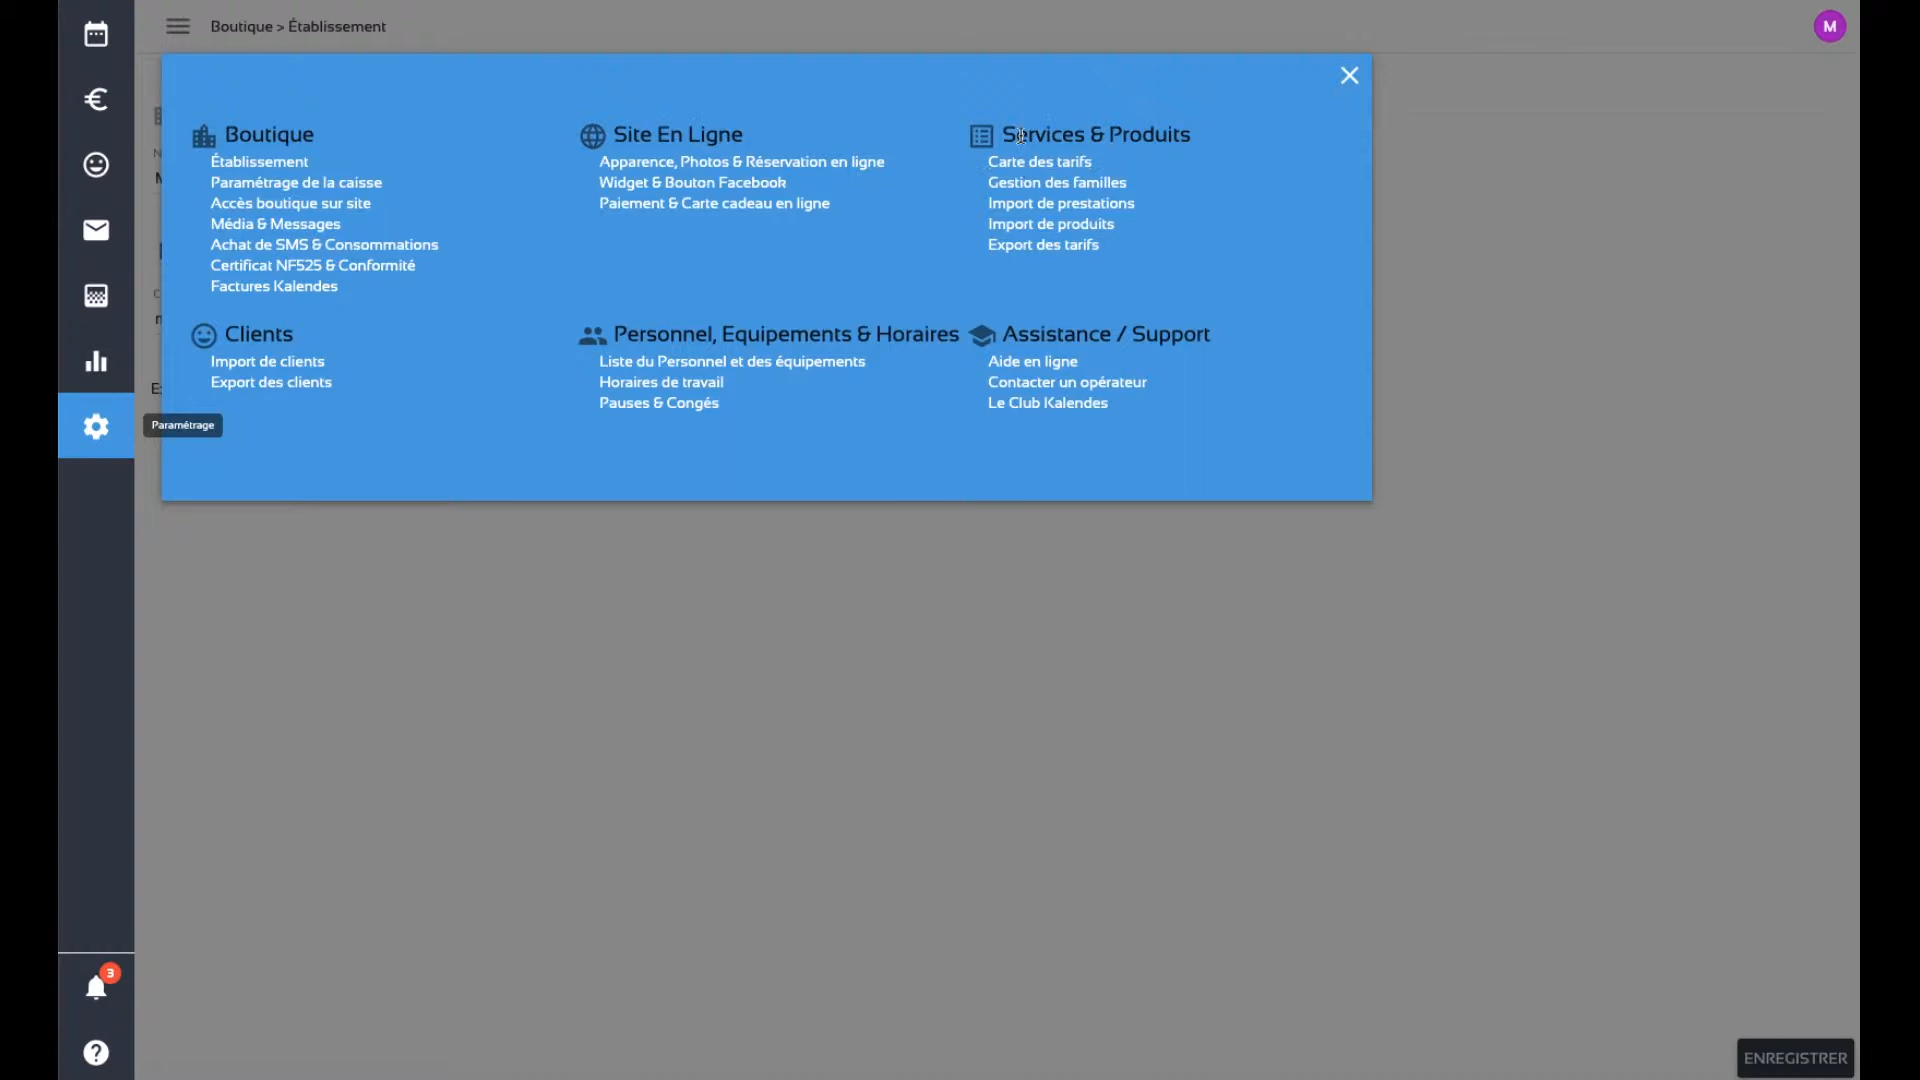 Boutique > Établissement
M
Boutique
Établissement
Paramétrage de la caisse
Accès boutique sur site
Média & Messages
Achat de SMS & Consommations
Certificat NF525 & Conformité
Factures Kalendes
Site En Ligne
Apparence, Photos & Réservation en ligne
Widget & Bouton Facebook
Paiement & Carte cadeau en ligne
Services & Produits
Carte des tarifs
Gestion des familles
Import de prestations
Import de produits
Export des tarifs
Clients
Import de clients
Export des clients
Personnel, Equipements & Horaires
Liste du Personnel et des équipements
Horaires de travail
Pauses & Congés
Assistance / Support
Aide en ligne
Contacter un opérateur
Le Club Kalendes
Paramétrage
3
ENREGISTRER